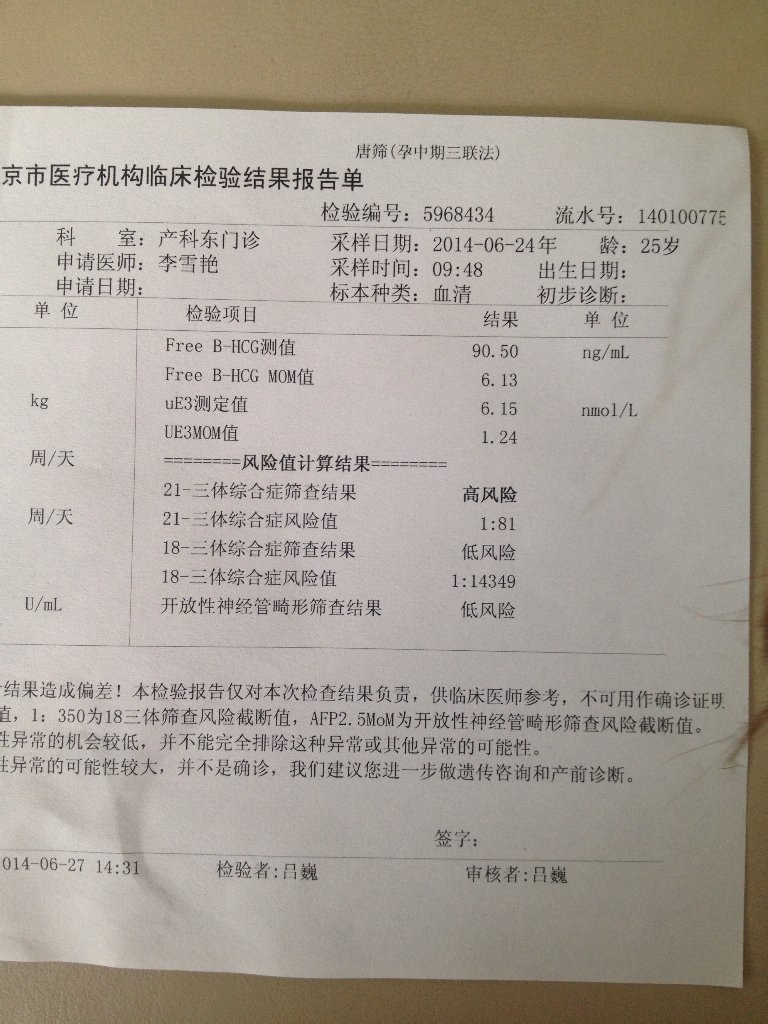 唐筛(孕中期三联法)
京市医疗机构临床检验结果报告单
检验编号：5968434 流水号：140100775
科 室：产科东门诊 采样日期：2014-06-24年 龄：25岁
申请医师：李雪艳 采样时间：09:48 出生日期：
申请日期： 标本种类：血清 初步诊断：
单 位 检验项目 结果 单 位
Free B-HCG测值 90.50 ng/mL
Free B-HCG MOM值 6.13
kg uE3测定值 6.15 nmol/L
UE3MOM值 1.24
周/天 ========风险值计算结果========
21-三体综合症筛查结果 高风险
周/天 21-三体综合症风险值 1:81
18-三体综合症筛查结果 低风险
18-三体综合症风险值 1:14349
U/mL 开放性神经管畸形筛查结果 低风险
结果造成偏差！本检验报告仅对本次检查结果负责，供临床医师参考，不可用作确诊证明
值，1：350为18三体筛查风险截断值，AFP2.5MoM为开放性神经管畸形筛查风险截断值。
性异常的机会较低，并不能完全排除这种异常或其他异常的可能性。
性异常的可能性较大，并不是确诊，我们建议您进一步做遗传咨询和产前诊断。
签字：
014-06-27 14:31 检验者:吕巍 审核者:吕巍